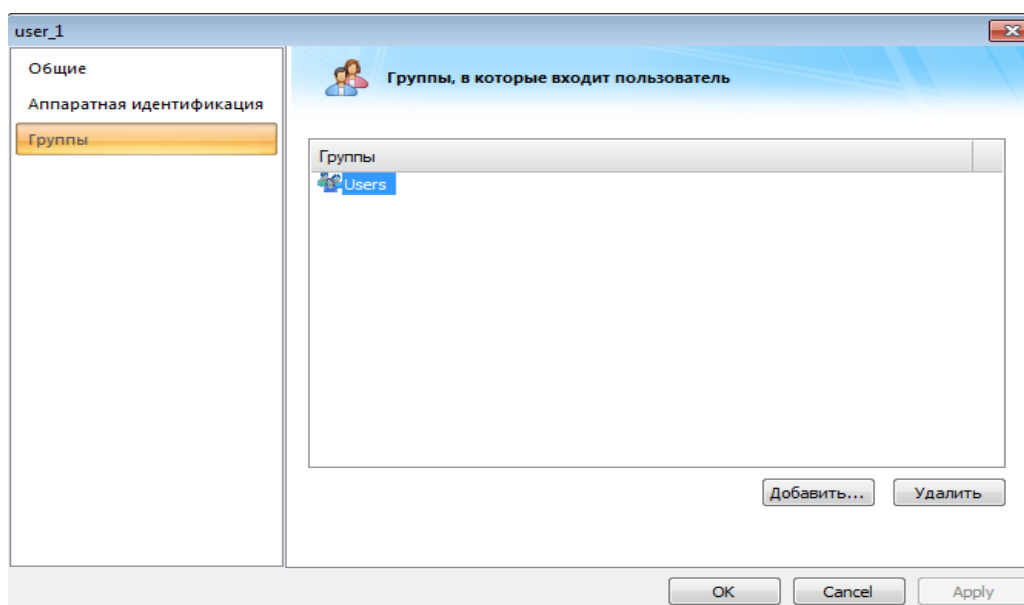 user_1
Общие
Аппаратная идентификация
Группы
Группы, в которые входит пользователь
Группы
Users
Добавить... Удалить
OK Cancel Apply